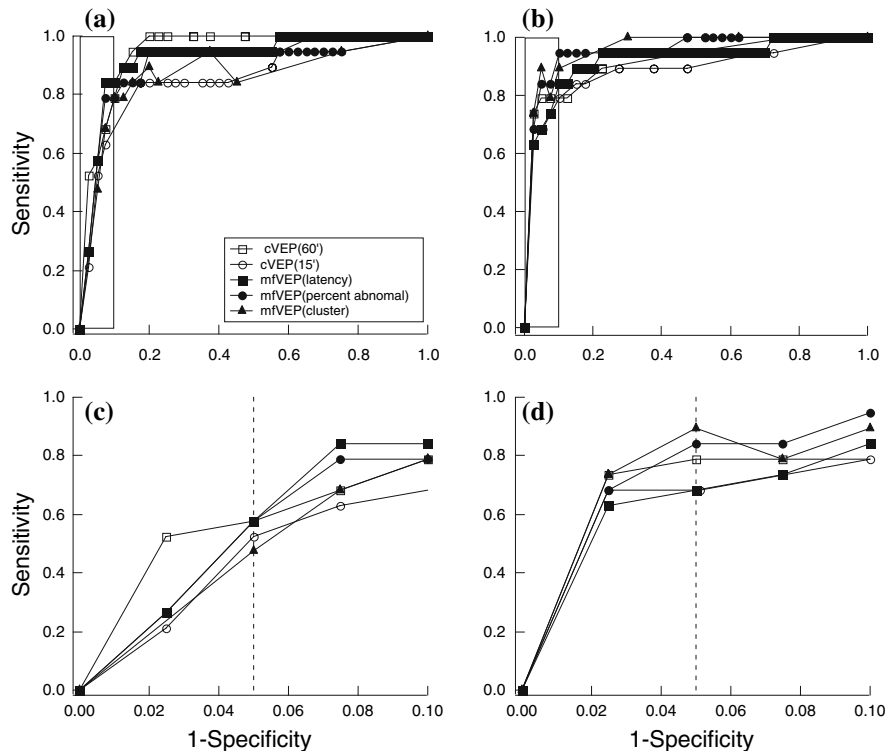 (a)
(b)
1.0
0.8
0.6
0.4
0.2
0.0
Sensitivity
0.0 0.2 0.4 0.6 0.8 1.0
cVEP(60')
cVEP(15')
mfVEP(latency)
mfVEP(percent abnomal)
mfVEP(cluster)
1.0
0.8
0.6
0.4
0.2
0.0
0.0 0.2 0.4 0.6 0.8 1.0
(c)
(d)
1.0
0.8
0.6
0.4
0.2
0.0
Sensitivity
0.00 0.02 0.04 0.06 0.08 0.10
1-Specificity
1.0
0.8
0.6
0.4
0.2
0.0
0.00 0.02 0.04 0.06 0.08 0.10
1-Specificity